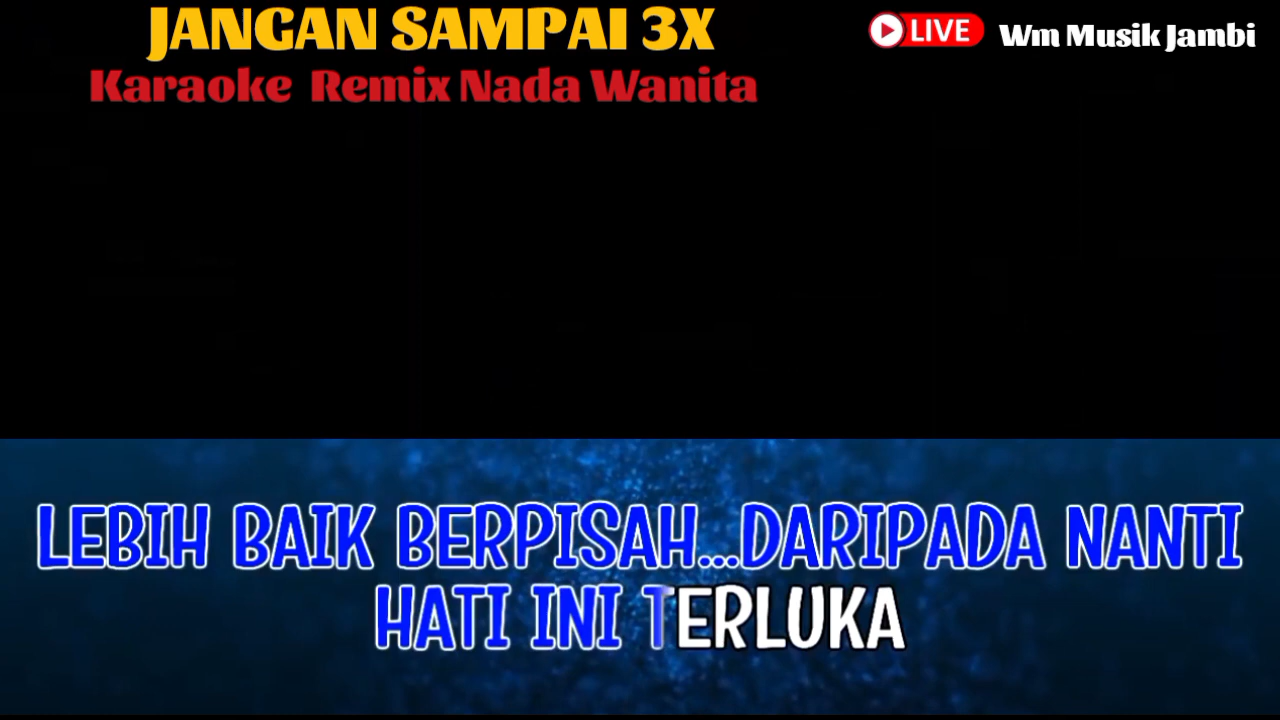 JANGAN SAMPAI 3X
Karaoke Remix Nada Wanita
LIVE
Wm Musik Jambi
LEBIH BAIK BERPISAH...DARIPADA NANTI
HATI INI TERLUKA